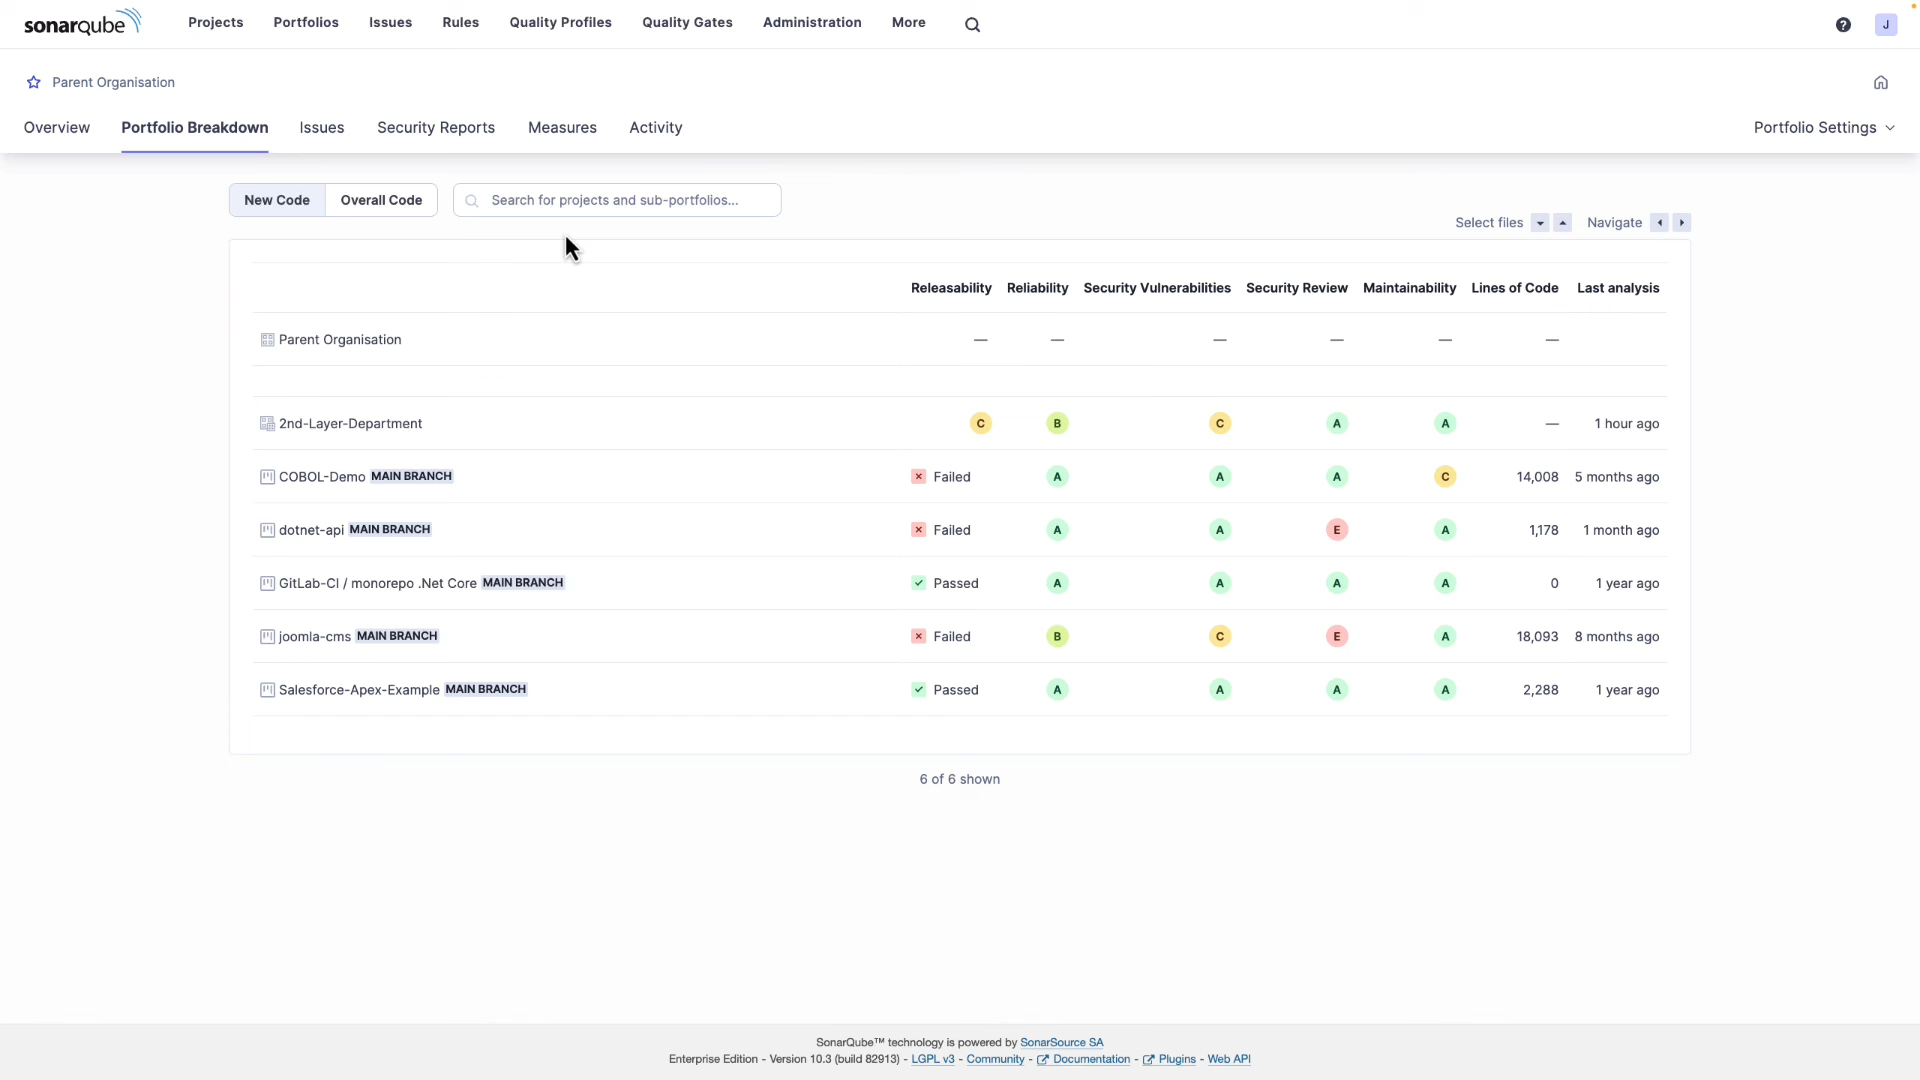 sonarqube
Projects Portfolios Issues Rules Quality Profiles Quality Gates Administration More
? J
Parent Organisation
Overview Portfolio Breakdown Issues Security Reports Measures Activity Portfolio Settings
New Code Overall Code Search for projects and sub-portfolios...
Select files Navigate
Releasability Reliability Security Vulnerabilities Security Review Maintainability Lines of Code Last analysis
Parent Organisation — — — — — —
2nd-Layer-Department C B C A A — 1 hour ago
COBOL-Demo MAIN BRANCH Failed A A A C 14,008 5 months ago
dotnet-api MAIN BRANCH Failed A A E A 1,178 1 month ago
GitLab-CI / monorepo .Net Core MAIN BRANCH Passed A A A A 0 1 year ago
joomla-cms MAIN BRANCH Failed B C E A 18,093 8 months ago
Salesforce-Apex-Example MAIN BRANCH Passed A A A A 2,288 1 year ago
6 of 6 shown
SonarQube™ technology is powered by SonarSource SA
Enterprise Edition - Version 10.3 (build 82913) - LGPL v3 - Community - Documentation - Plugins - Web API